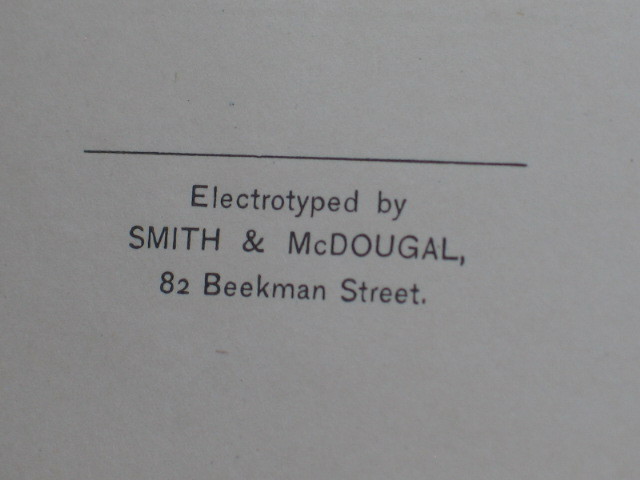 Electrotyped by
SMITH & McDOUGAL,
82 Beekman Street.